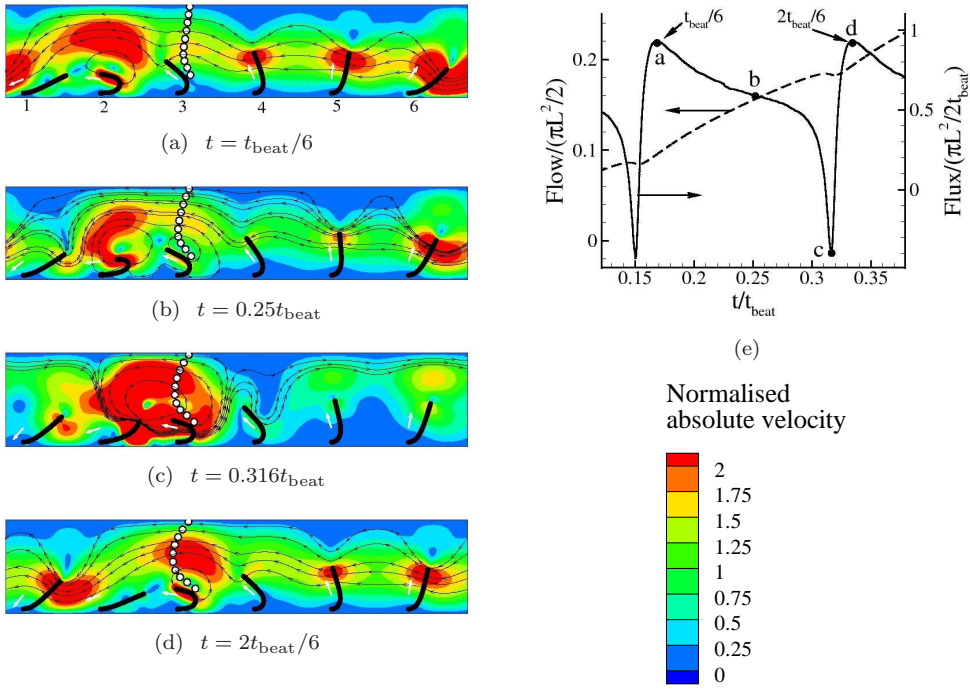 1 2 3 4 5 6
(a) t = t_beat/6
(b) t = 0.25t_beat
(c) t = 0.316t_beat
(d) t = 2t_beat/6
t_beat/6
2t_beat/6
a
b
c
d
Flow/(πL²/2)
0.2
0.1
0
Flux/(πL²/2t_beat)
1
0.5
0
0.15 0.20 0.25 0.30 0.35
t/t_beat
(e)
Normalised
absolute velocity
2
1.75
1.5
1.25
1
0.75
0.5
0.25
0